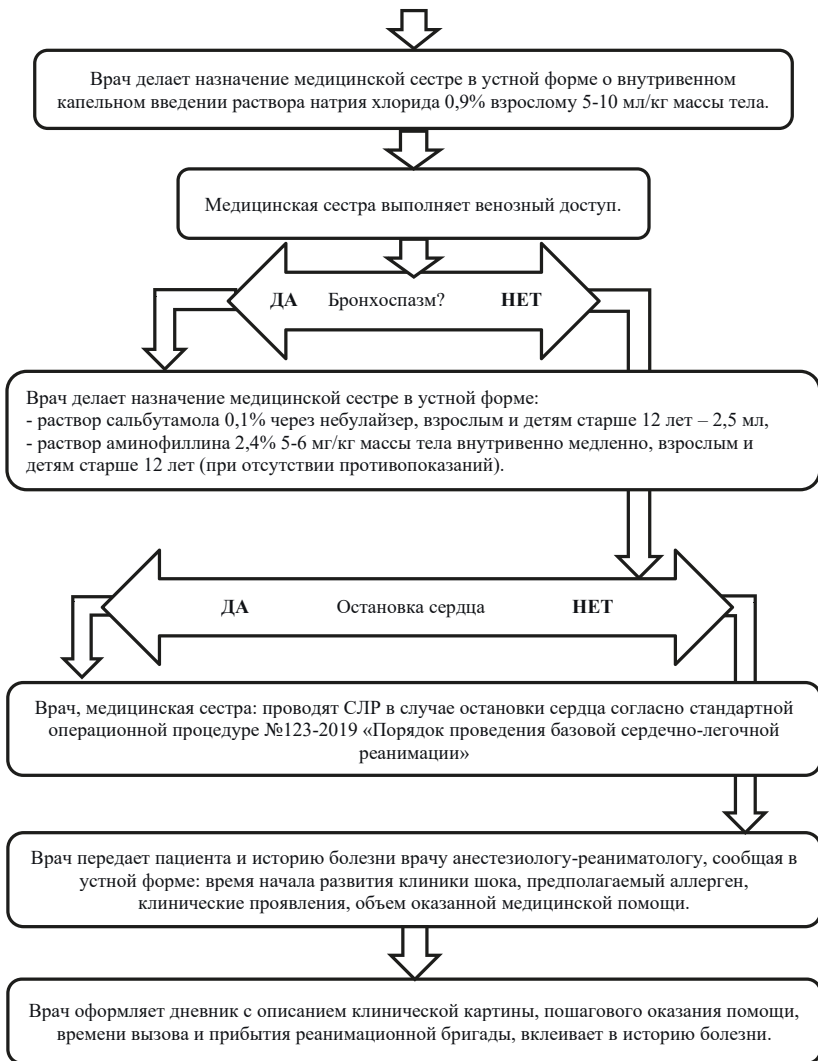 Врач делает назначение медицинской сестре в устной форме о внутривенном
капельном введении раствора натрия хлорида 0,9% взрослому 5-10 мл/кг массы тела.
Медицинская сестра выполняет венозный доступ.
ДА Бронхоспазм? НЕТ
Врач делает назначение медицинской сестре в устной форме:
- раствор сальбутамола 0,1% через небулайзер, взрослым и детям старше 12 лет – 2,5 мл,
- раствор аминофиллина 2,4% 5-6 мг/кг массы тела внутривенно медленно, взрослым и
детям старше 12 лет (при отсутствии противопоказаний).
ДА Остановка сердца НЕТ
Врач, медицинская сестра: проводят СЛР в случае остановки сердца согласно стандартной
операционной процедуре №123-2019 «Порядок проведения базовой сердечно-легочной
реанимации»
Врач передает пациента и историю болезни врачу анестезиологу-реаниматологу, сообщая в
устной форме: время начала развития клиники шока, предполагаемый аллерген,
клинические проявления, объем оказанной медицинской помощи.
Врач оформляет дневник с описанием клинической картины, пошагового оказания помощи,
времени вызова и прибытия реанимационной бригады, вклеивает в историю болезни.